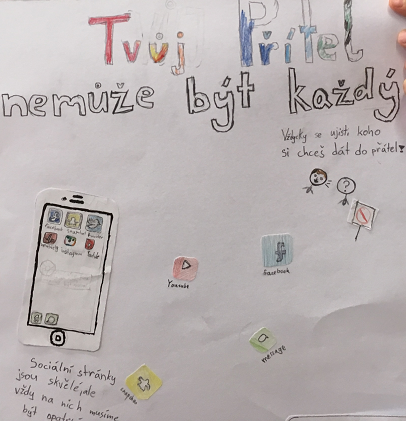 Tvůj Přítel
nemůže být každý
Vždycky se ujisti, koho
si chceš dát do přátel!
?
Facebook
Youtube
Facebook
message
Sociální stránky
jsou skvělé, ale
vždy na nich musíme
být